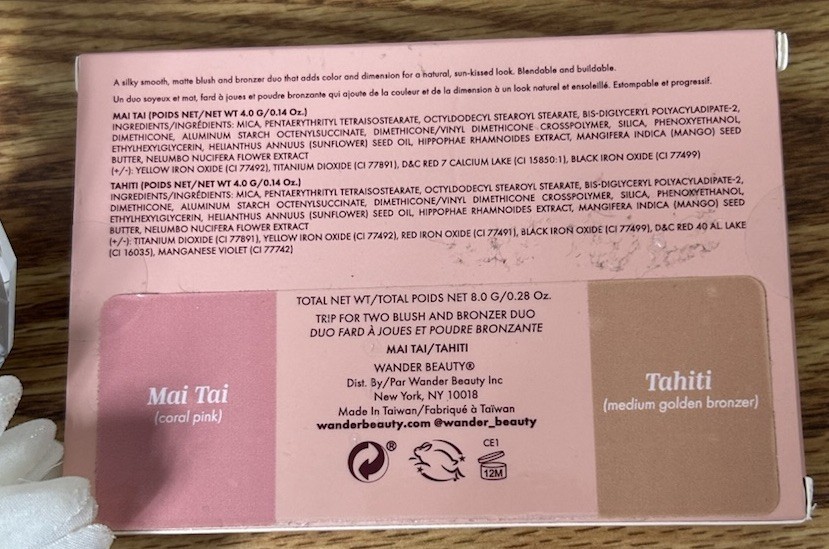 A silky smooth, matte blush and bronzer duo that adds color and dimension for a natural, sun-kissed look. Blendable and buildable.
Un duo soyeux et mat, fard à joues et poudre bronzante qui ajoute de la couleur et de la dimension à un look naturel et ensoleillé. Estompable et progressif.
MAI TAI (POIDS NET/NET WT 4.0 G/0.14 Oz.)
INGREDIENTS/INGRÉDIENTS: MICA, PENTAERYTHRITYL TETRAISOSTEARATE, OCTYLDODECYL STEAROYL STEARATE, BIS-DIGLYCERYL POLYACYLADIPATE-2,
DIMETHICONE, ALUMINUM STARCH OCTENYLSUCCINATE, DIMETHICONE/VINYL DIMETHICONE CROSSPOLYMER, SILICA, PHENOXYETHANOL,
ETHYLHEXYLGLYCERIN, HELIANTHUS ANNUUS (SUNFLOWER) SEED OIL, HIPPOPHAE RHAMNOIDES EXTRACT, MANGIFERA INDICA (MANGO) SEED
BUTTER, NELUMBO NUCIFERA FLOWER EXTRACT
(+/-): YELLOW IRON OXIDE (CI 77492), TITANIUM DIOXIDE (CI 77891), D&C RED 7 CALCIUM LAKE (CI 15850:1), BLACK IRON OXIDE (CI 77499)
TAHITI (POIDS NET/NET WT 4.0 G/0.14 Oz.)
INGREDIENTS/INGRÉDIENTS: MICA, PENTAERYTHRITYL TETRAISOSTEARATE, OCTYLDODECYL STEAROYL STEARATE, BIS-DIGLYCERYL POLYACYLADIPATE-2,
DIMETHICONE, ALUMINUM STARCH OCTENYLSUCCINATE, DIMETHICONE/VINYL DIMETHICONE CROSSPOLYMER, SILICA, PHENOXYETHANOL,
ETHYLHEXYLGLYCERIN, HELIANTHUS ANNUUS (SUNFLOWER) SEED OIL, HIPPOPHAE RHAMNOIDES EXTRACT, MANGIFERA INDICA (MANGO) SEED
BUTTER, NELUMBO NUCIFERA FLOWER EXTRACT
(+/-): TITANIUM DIOXIDE (CI 77891), YELLOW IRON OXIDE (CI 77492), RED IRON OXIDE (CI 77491), BLACK IRON OXIDE (CI 77499), D&C RED 40 AL. LAKE
(CI 16035), MANGANESE VIOLET (CI 77742)
TOTAL NET WT/TOTAL POIDS NET 8.0 G/0.28 Oz.
TRIP FOR TWO BLUSH AND BRONZER DUO
DUO FARD À JOUES ET POUDRE BRONZANTE
MAI TAI/TAHITI
WANDER BEAUTY®
Dist. By/Par Wander Beauty Inc
New York, NY 10018
Made In Taiwan/Fabriqué à Taïwan
wanderbeauty.com @wander_beauty
®
CE1
12M
Mai Tai
(coral pink)
Tahiti
(medium golden bronzer)